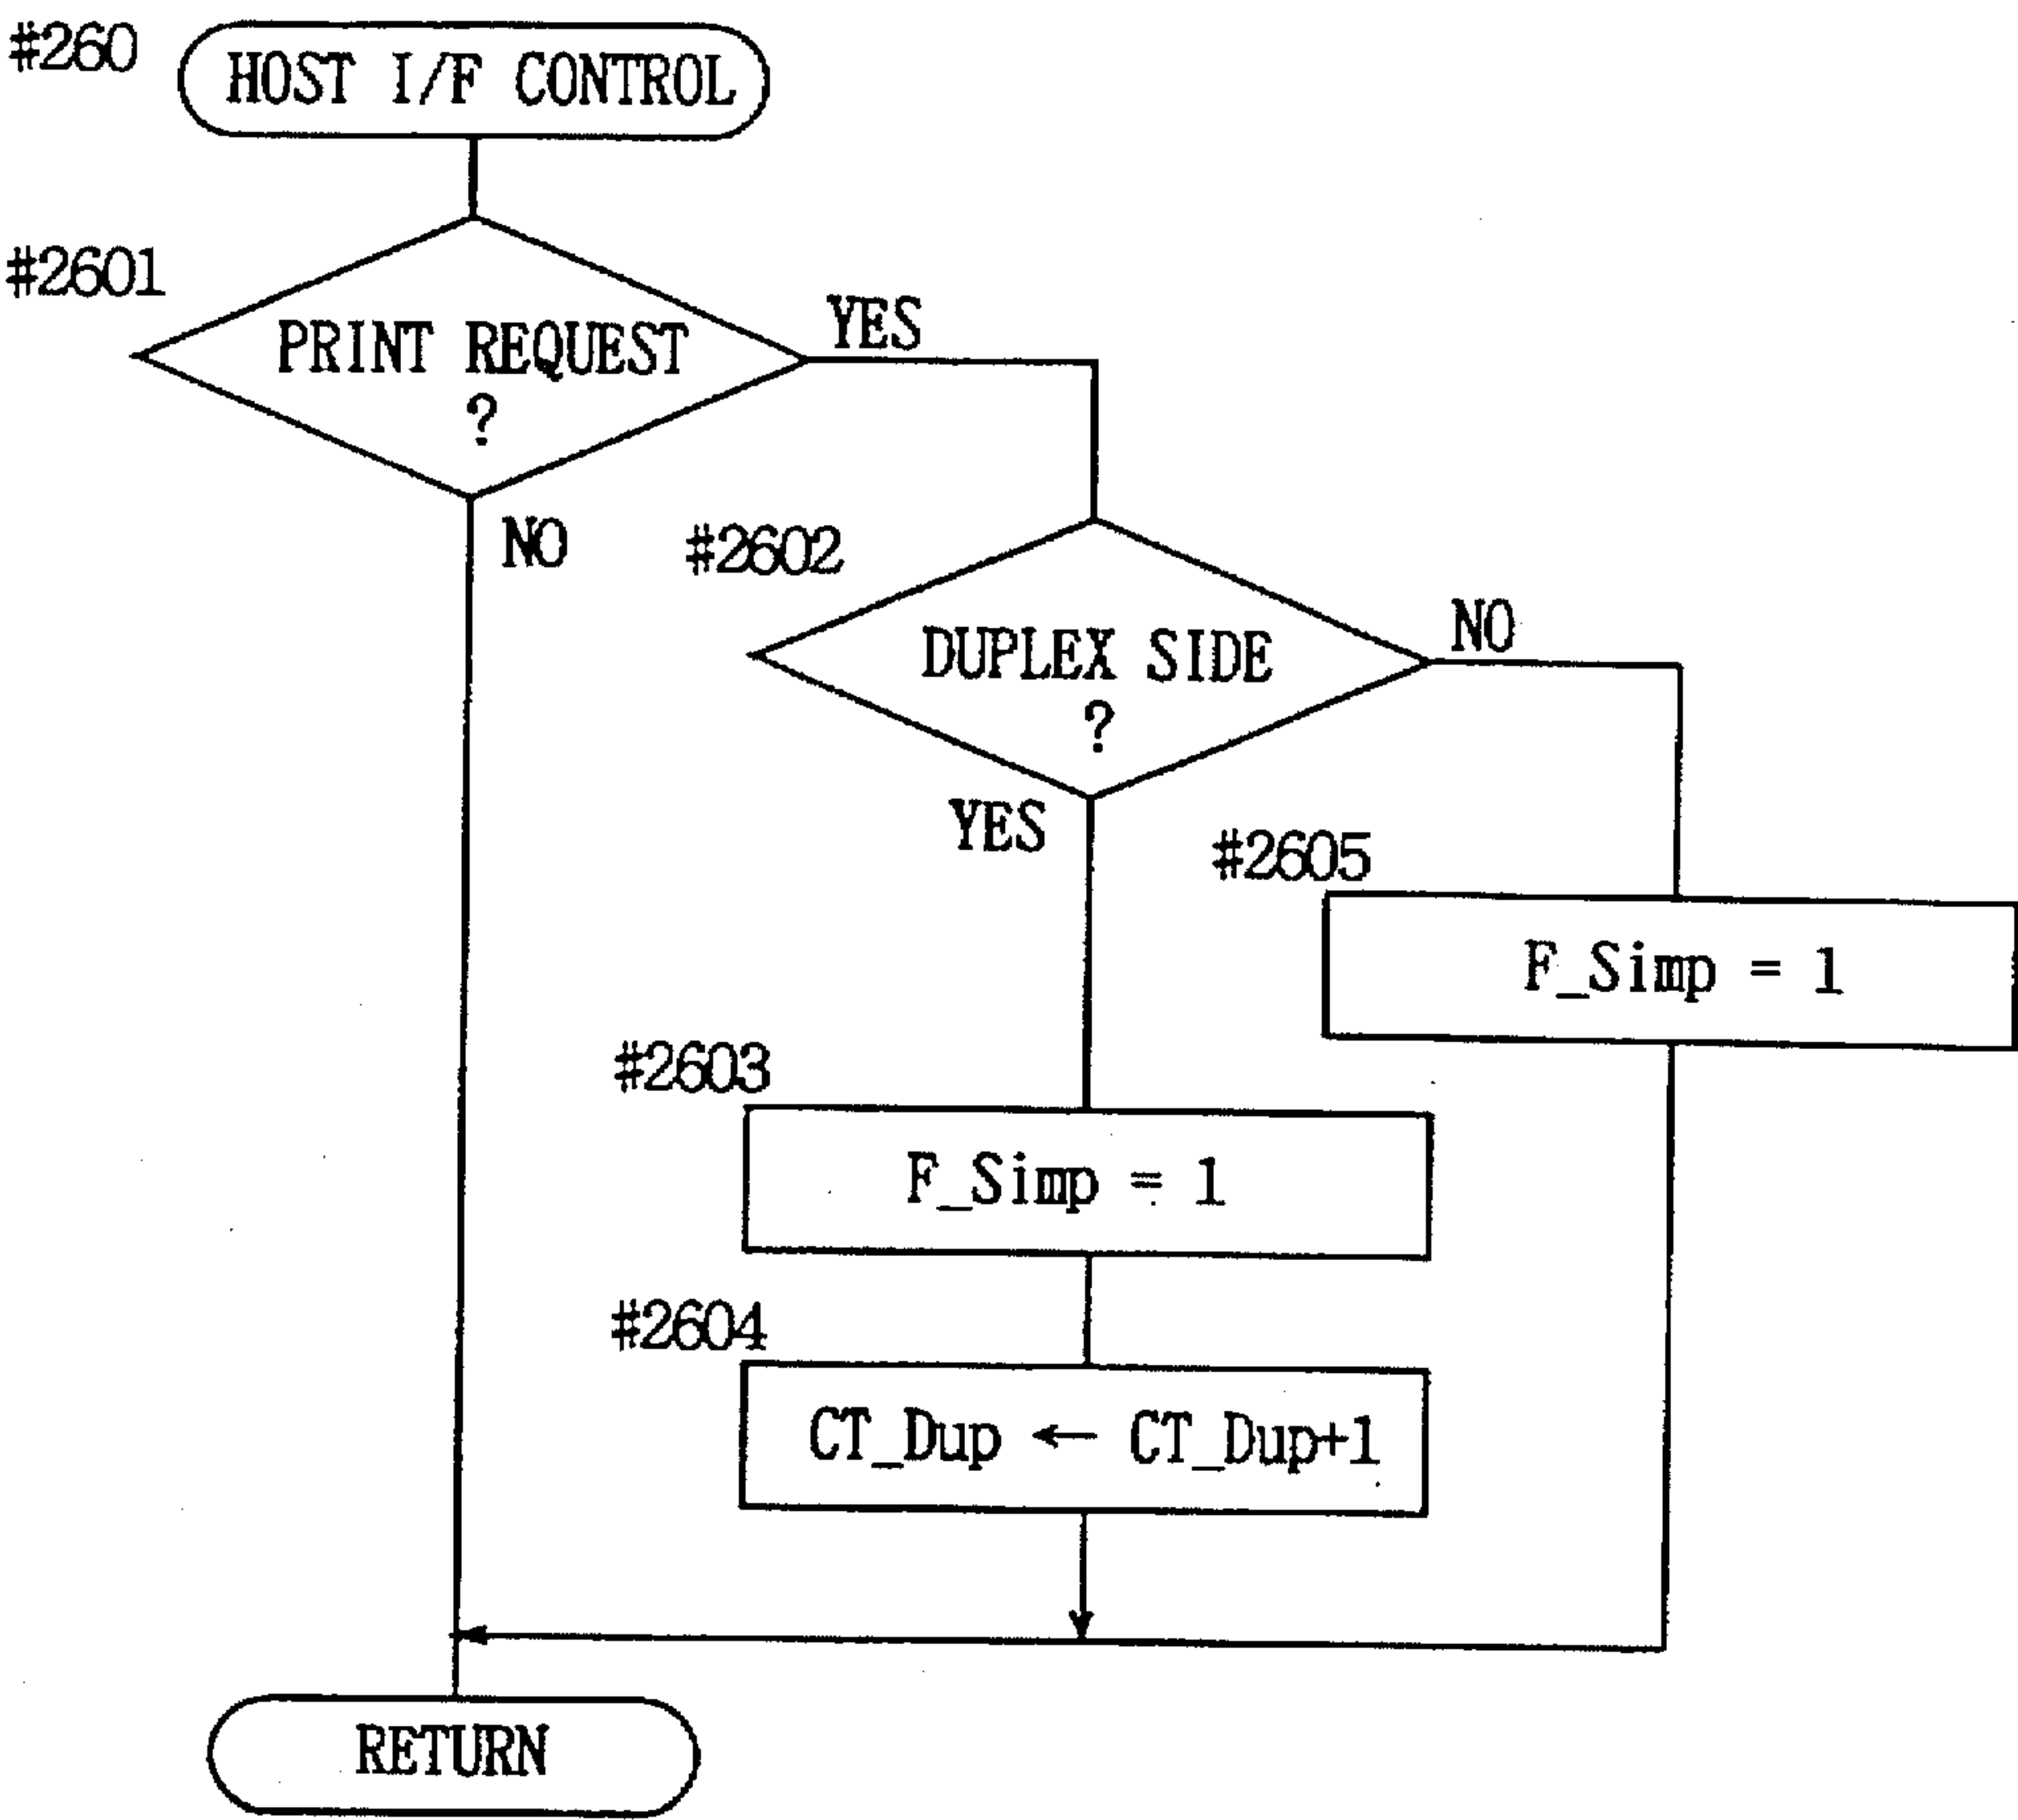 #260
HOST I/F CONTROL
#2601
PRINT REQUEST
?
YES
NO
#2602
DUPLEX SIDE
?
NO
YES
#2605
F_Simp = 1
#2603
F_Simp = 1
#2604
CT_Dup ← CT_Dup+1
RETURN